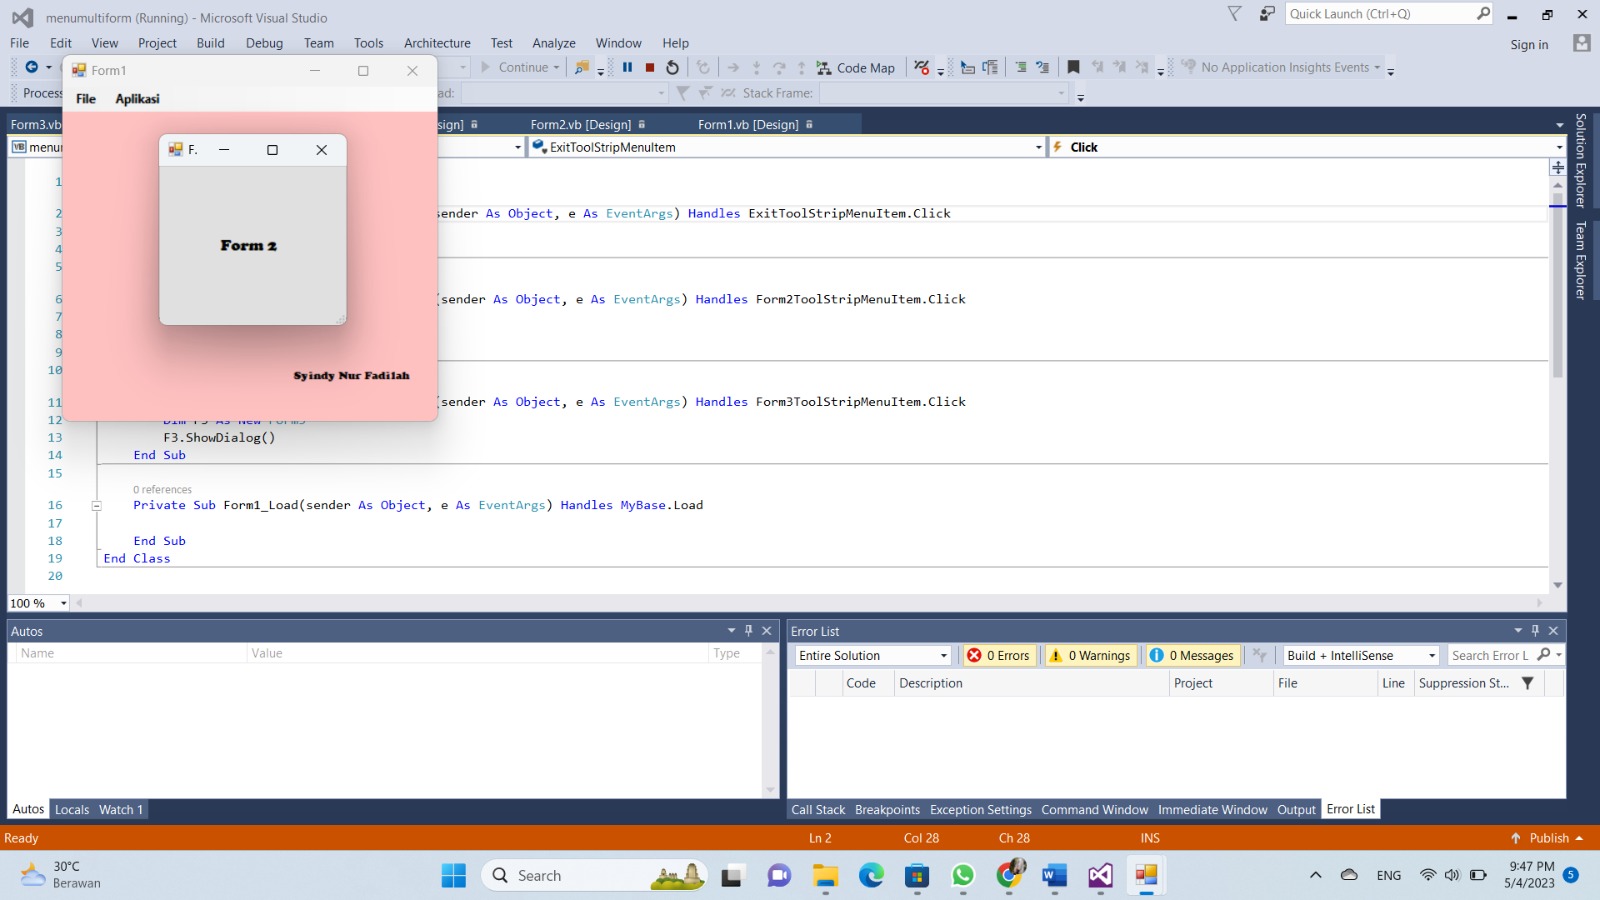 menumultiform (Running) - Microsoft Visual Studio
Quick Launch (Ctrl+Q)
File Edit View Project Build Debug Team Tools Architecture Test Analyze Window Help
Sign in
Continue
Code Map
No Application Insights Events
Process
ad:
Stack Frame:
Form1
File Aplikasi
Form3.vb
sign]
Form2.vb [Design]
Form1.vb [Design]
menu
ExitToolStripMenuItem
Click
F.
Form 2
Syindy Nur Fadilah
1
2 sender As Object, e As EventArgs) Handles ExitToolStripMenuItem.Click
3
4
5
6 (sender As Object, e As EventArgs) Handles Form2ToolStripMenuItem.Click
7
8
9
10
11 (sender As Object, e As EventArgs) Handles Form3ToolStripMenuItem.Click
12 Dim F3 As New Form3
13 F3.ShowDialog()
14 End Sub
15
0 references
16 Private Sub Form1_Load(sender As Object, e As EventArgs) Handles MyBase.Load
17
18 End Sub
19 End Class
20
100 %
Solution Explorer
Team Explorer
Autos
Name Value Type
Autos Locals Watch 1
Error List
Entire Solution 0 Errors 0 Warnings 0 Messages Build + IntelliSense Search Error L
Code Description Project File Line Suppression St...
Call Stack Breakpoints Exception Settings Command Window Immediate Window Output Error List
Ready Ln 2 Col 28 Ch 28 INS Publish
30°C
Berawan
Search
ENG
9:47 PM
5/4/2023
5